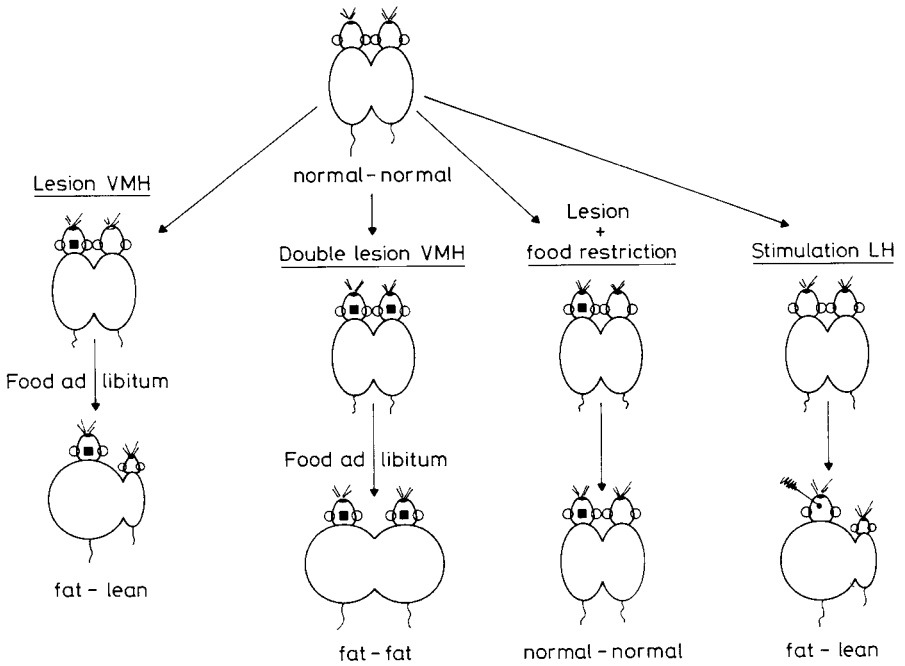 normal - normal
Lesion VMH
Food ad libitum
fat - lean
Double lesion VMH
Food ad libitum
fat - fat
Lesion
+
food restriction
normal - normal
Stimulation LH
fat - lean